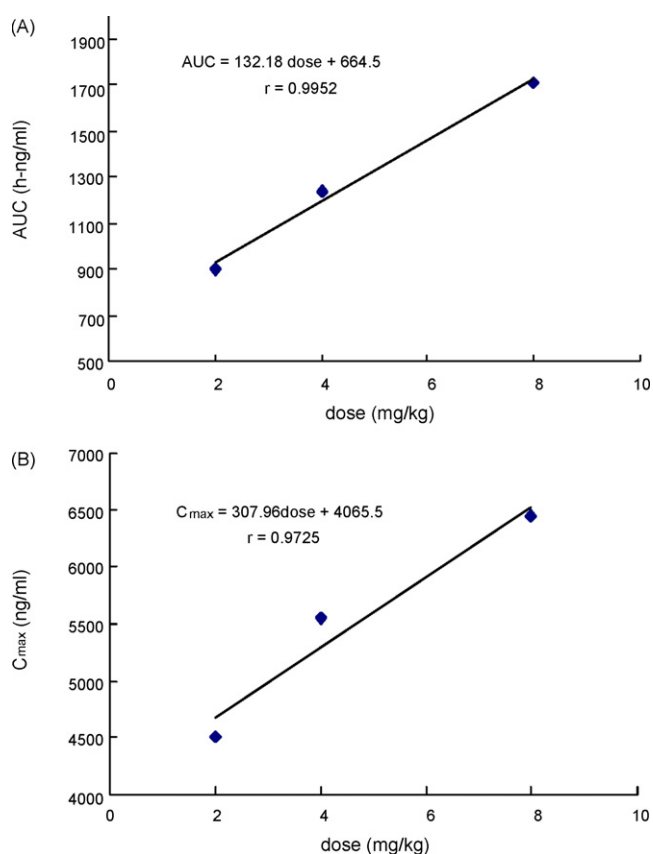 (A)
1900
1700
1500
1300
1100
900
700
500
AUC (h-ng/ml)
AUC = 132.18 dose + 664.5
r = 0.9952
0 2 4 6 8 10
dose (mg/kg)
(B)
7000
6500
6000
5500
5000
4500
4000
Cmax (ng/ml)
Cmax = 307.96dose + 4065.5
r = 0.9725
0 2 4 6 8 10
dose (mg/kg)